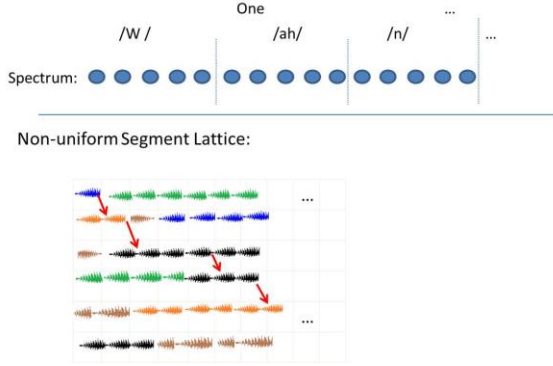 One ...
/W / /ah/ /n/ ...
Spectrum:
Non-uniform Segment Lattice:
...
...